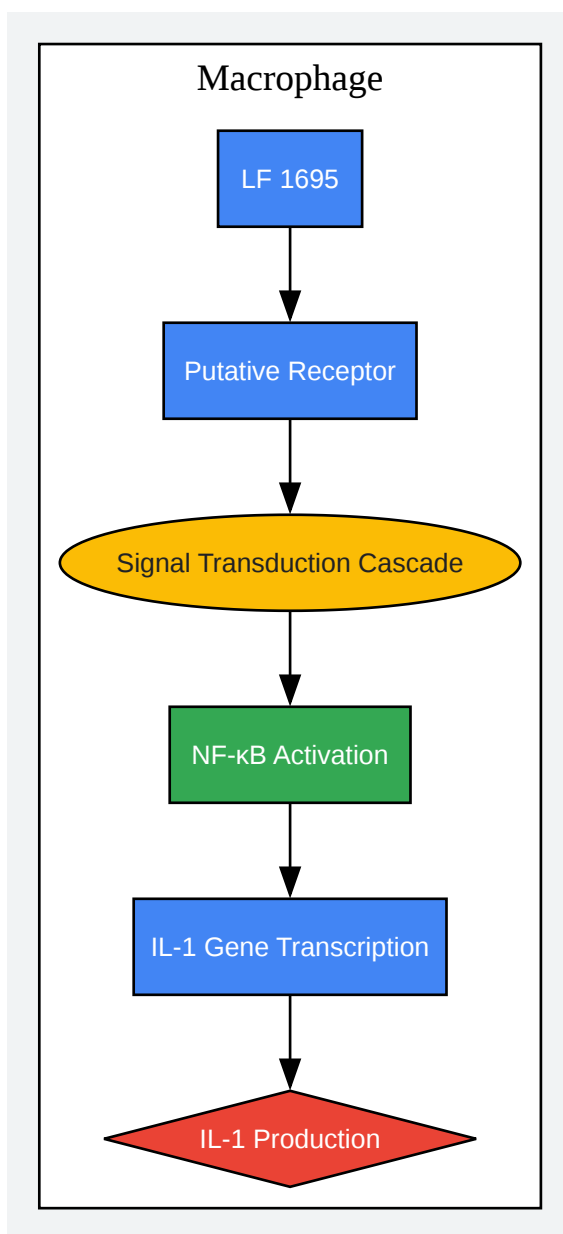 Macrophage
LF 1695
Putative Receptor
Signal Transduction Cascade
NF-κB Activation
IL-1 Gene Transcription
IL-1 Production